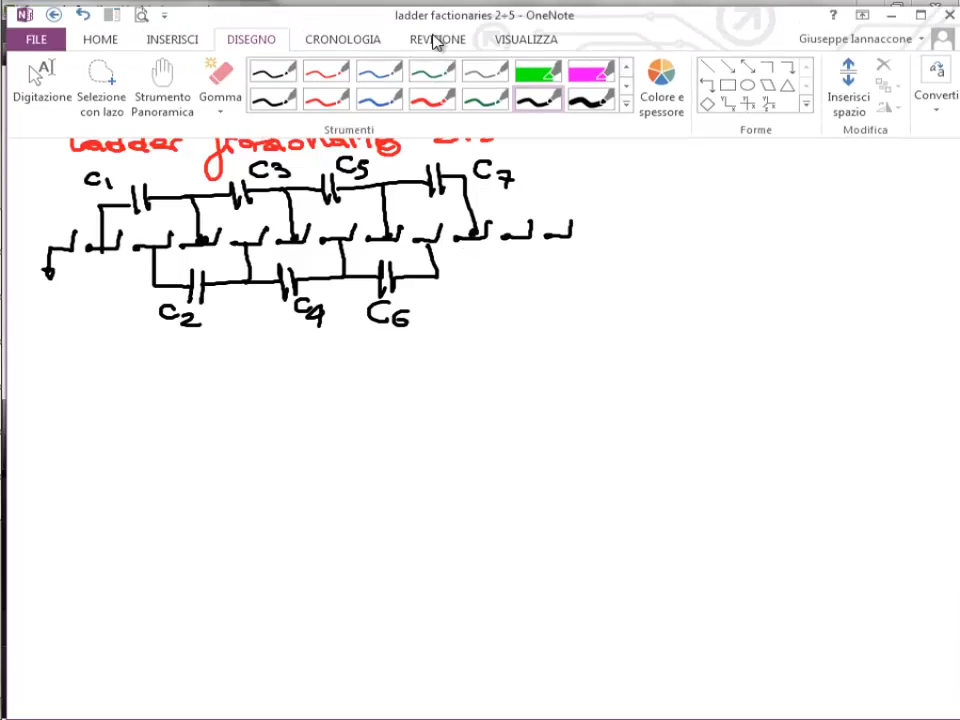 ladder factionaries 2÷5 - OneNote
FILE HOME INSERISCI DISEGNO CRONOLOGIA REVISIONE VISUALIZZA Giuseppe Iannaccone
Digitazione Selezione con lazo Strumento Panoramica Gomma Colore e spessore Inserisci spazio Converti
Strumenti Forme Modifica
Ladder
C1 C3 C5 C7
C2 C4 C6